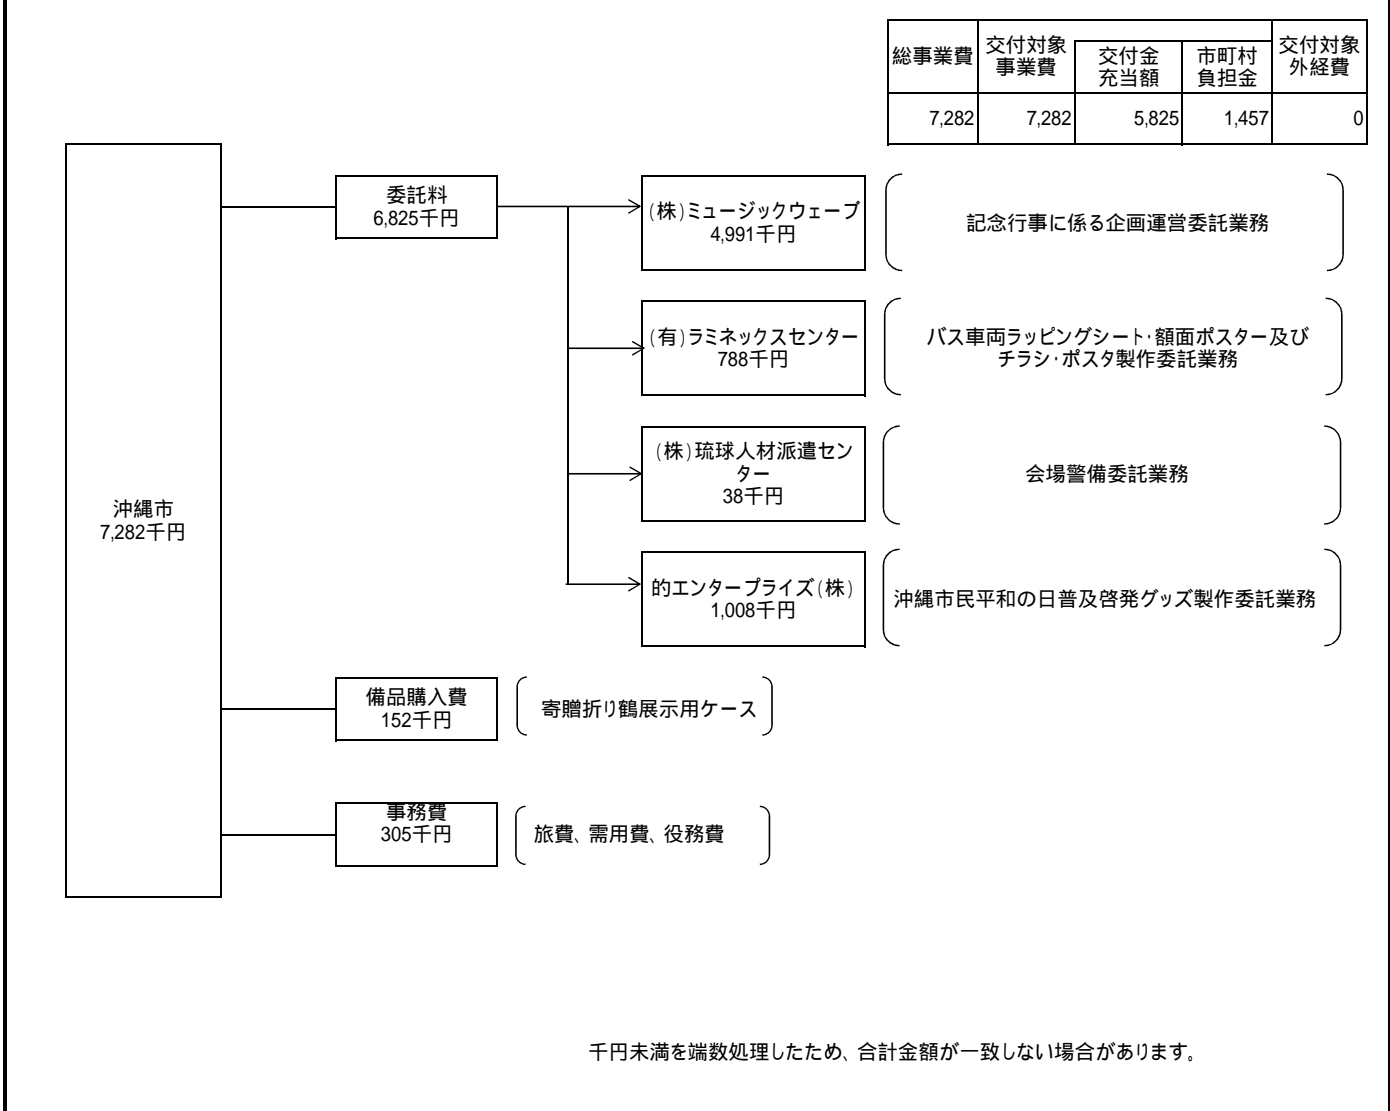 総事業費
交付対象
事業費
交付金
充当額
市町村
負担金
交付対象
外経費
7,282
7,282
5,825
1,457
0
沖縄市
7,282千円
委託料
6,825千円
(株)ミュージックウェーブ
4,991千円
記念行事に係る企画運営委託業務
(有)ラミネックスセンター
788千円
バス車両ラッピングシート・額面ポスター及び
チラシ・ポスタ製作委託業務
(株)琉球人材派遣セン
ター
38千円
会場警備委託業務
的エンタープライズ(株)
1,008千円
沖縄市民平和の日普及啓発グッズ製作委託業務
備品購入費
152千円
寄贈折り鶴展示用ケース
事務費
305千円
旅費、需用費、役務費
千円未満を端数処理したため、合計金額が一致しない場合があります。